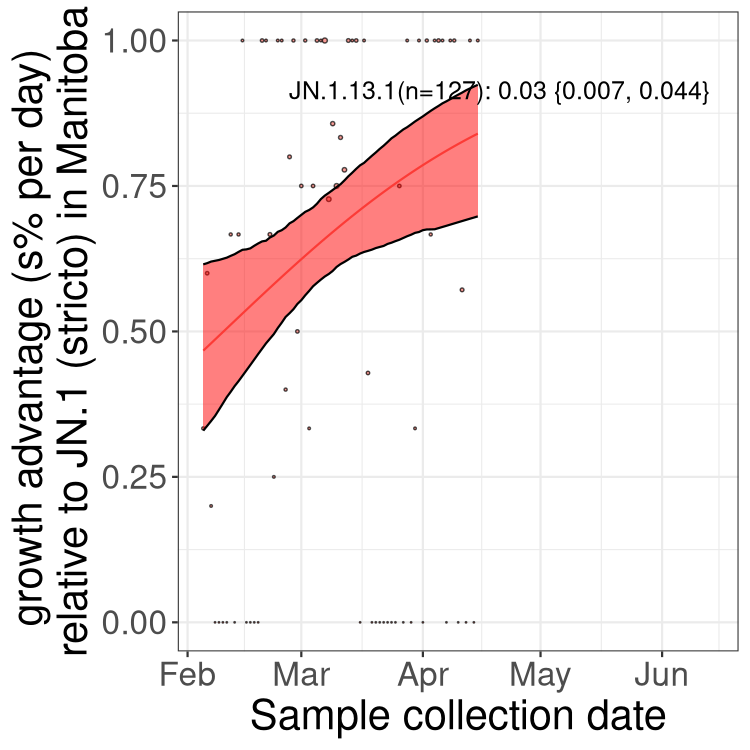 growth advantage (s% per day)
relative to JN.1 (stricto) in Manitoba
1.00
0.75
0.50
0.25
0.00
JN.1.13.1(n=127): 0.03 {0.007, 0.044}
Feb Mar Apr May Jun
Sample collection date